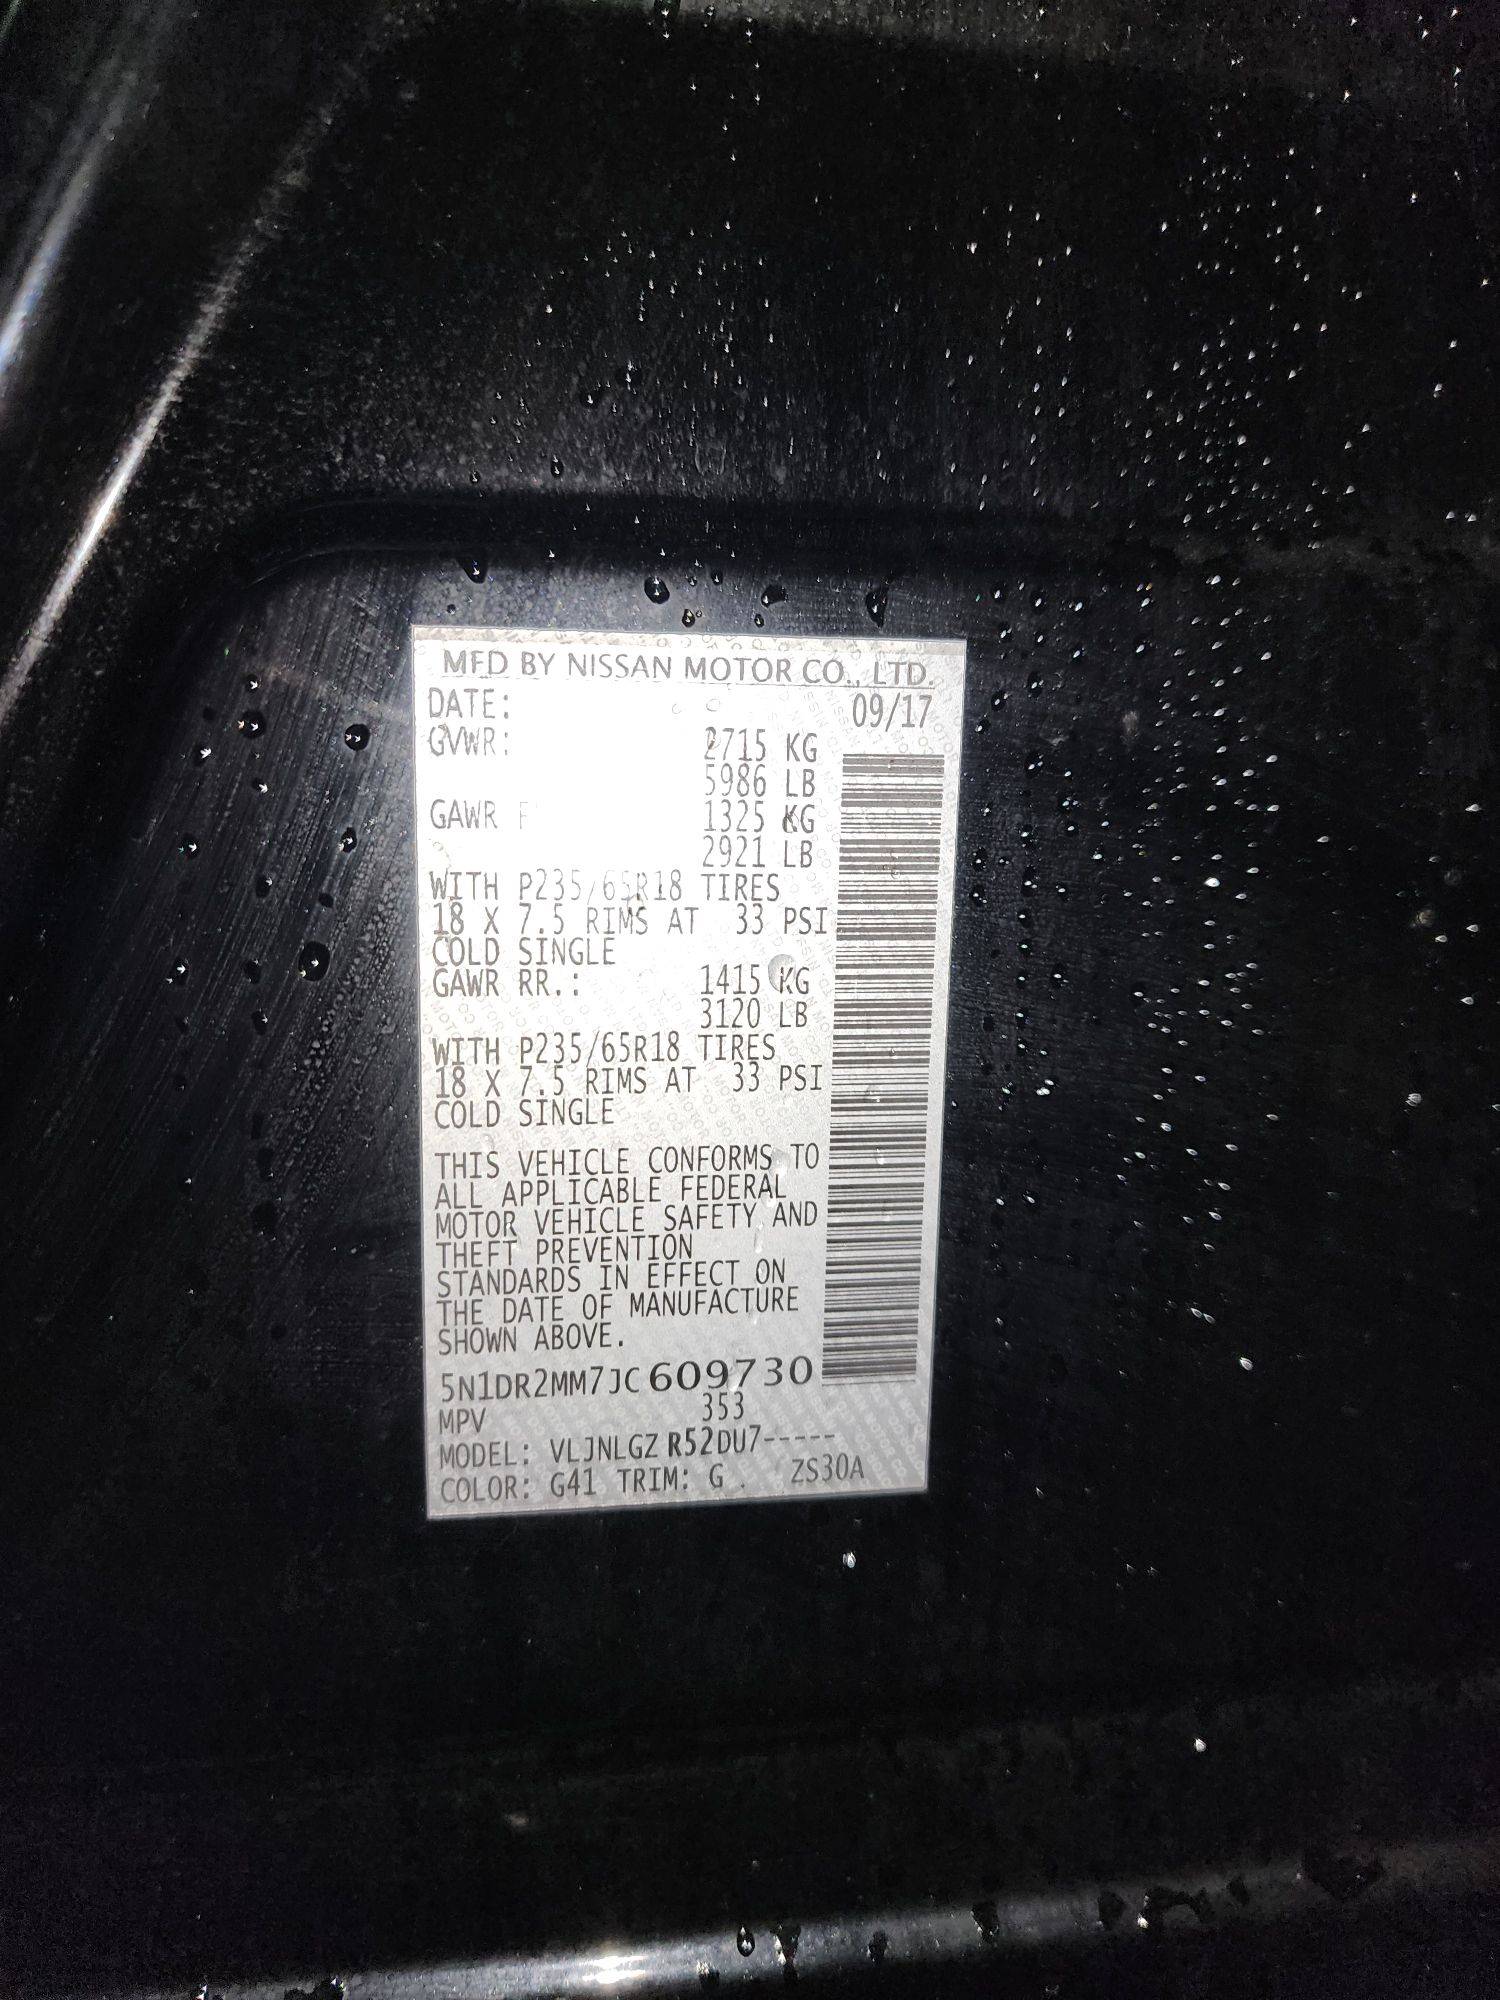 MFD BY NISSAN MOTOR CO., LTD.
DATE: 09/17
GVWR: 2715 KG
5986 LB
GAWR F 1325 KG
2921 LB
WITH P235/65R18 TIRES
18 X 7.5 RIMS AT 33 PSI
COLD SINGLE
GAWR RR.: 1415 KG
3120 LB
WITH P235/65R18 TIRES
18 X 7.5 RIMS AT 33 PSI
COLD SINGLE
THIS VEHICLE CONFORMS TO
ALL APPLICABLE FEDERAL
MOTOR VEHICLE SAFETY AND
THEFT PREVENTION
STANDARDS IN EFFECT ON
THE DATE OF MANUFACTURE
SHOWN ABOVE.
5N1DR2MM7JC609730
MPV 353
MODEL: VLJNLGZ R52DU7-----
COLOR: G41 TRIM: G . ZS30A